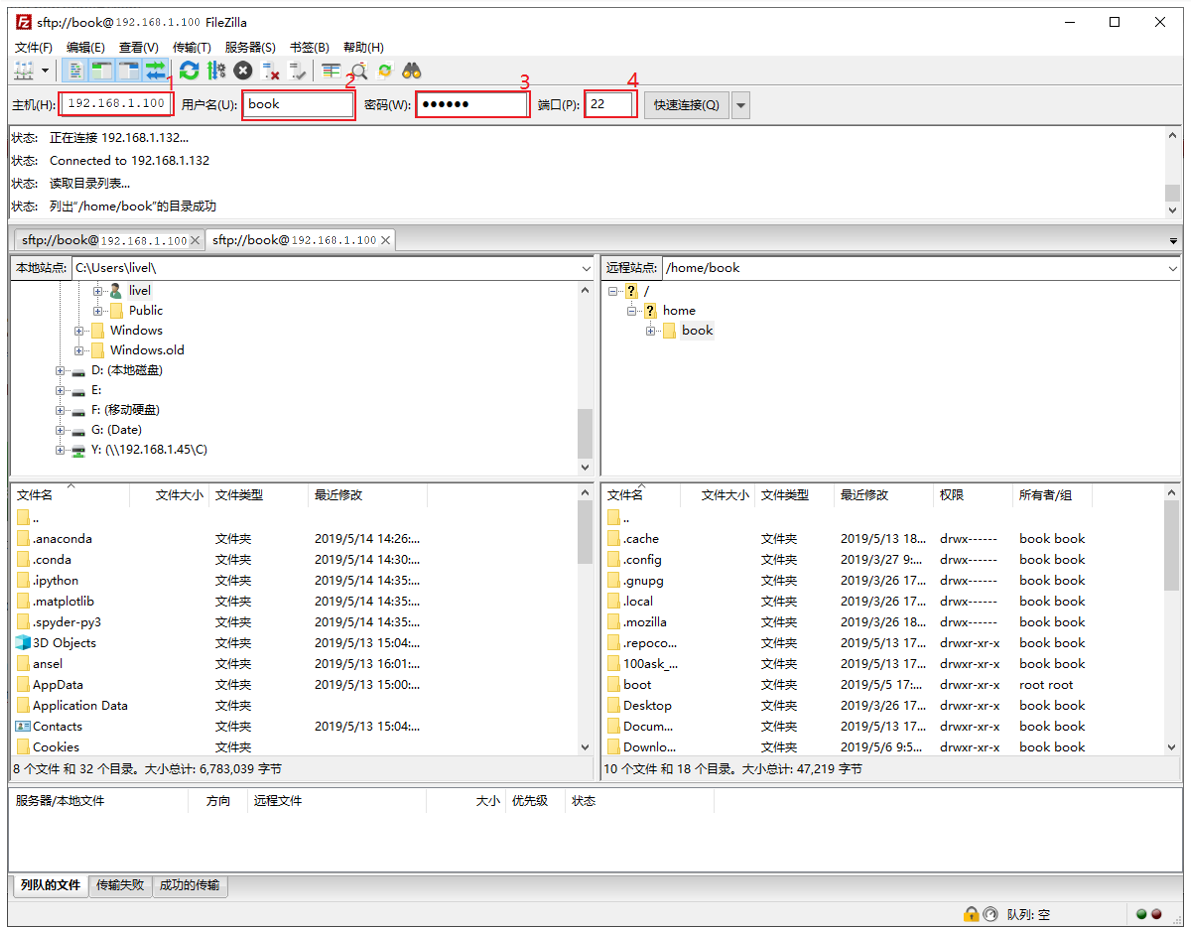 sftp://book@192.168.1.100 FileZilla
文件(F) 编辑(E) 查看(V) 传输(T) 服务器(S) 书签(B) 帮助(H)
1 2 3 4
主机(H): 192.168.1.100 用户名(U): book 密码(W): ●●●●●● 端口(P): 22 快速连接(Q)
状态: 正在连接 192.168.1.132...
状态: Connected to 192.168.1.132
状态: 读取目录列表...
状态: 列出"/home/book"的目录成功
sftp://book@192.168.1.100 sftp://book@192.168.1.100
本地站点: C:\Users\livel\
livel
Public
Windows
Windows.old
D: (本地磁盘)
E:
F: (移动硬盘)
G: (Date)
Y: (\\192.168.1.45\C)
远程站点: /home/book
/
home
book
文件名 文件大小 文件类型 最近修改
..
.anaconda 文件夹 2019/5/14 14:26:...
.conda 文件夹 2019/5/14 14:30:...
.ipython 文件夹 2019/5/14 14:35:...
.matplotlib 文件夹 2019/5/14 14:35:...
.spyder-py3 文件夹 2019/5/14 14:35:...
3D Objects 文件夹 2019/5/13 15:04:...
ansel 文件夹 2019/5/13 16:01:...
AppData 文件夹 2019/5/13 15:00:...
Application Data 文件夹
Contacts 文件夹 2019/5/13 15:04:...
Cookies 文件夹
8 个文件 和 32 个目录。大小总计: 6,783,039 字节
文件名 文件大小 文件类型 最近修改 权限 所有者/组
..
.cache 文件夹 2019/5/13 18... drwx------ book book
.config 文件夹 2019/3/27 9:... drwx------ book book
.gnupg 文件夹 2019/3/26 17... drwx------ book book
.local 文件夹 2019/3/26 17... drwx------ book book
.mozilla 文件夹 2019/3/26 18... drwx------ book book
.repoco... 文件夹 2019/5/13 17... drwxr-xr-x book book
100ask_... 文件夹 2019/5/13 17... drwxr-xr-x book book
boot 文件夹 2019/5/5 17:... drwxr-xr-x root root
Desktop 文件夹 2019/3/26 17... drwxr-xr-x book book
Docum... 文件夹 2019/5/13 17... drwxr-xr-x book book
Downlo... 文件夹 2019/5/6 9:5... drwxr-xr-x book book
10 个文件 和 18 个目录。大小总计: 47,219 字节
服务器/本地文件 方向 远程文件 大小 优先级 状态
列队的文件 传输失败 成功的传输
队列: 空